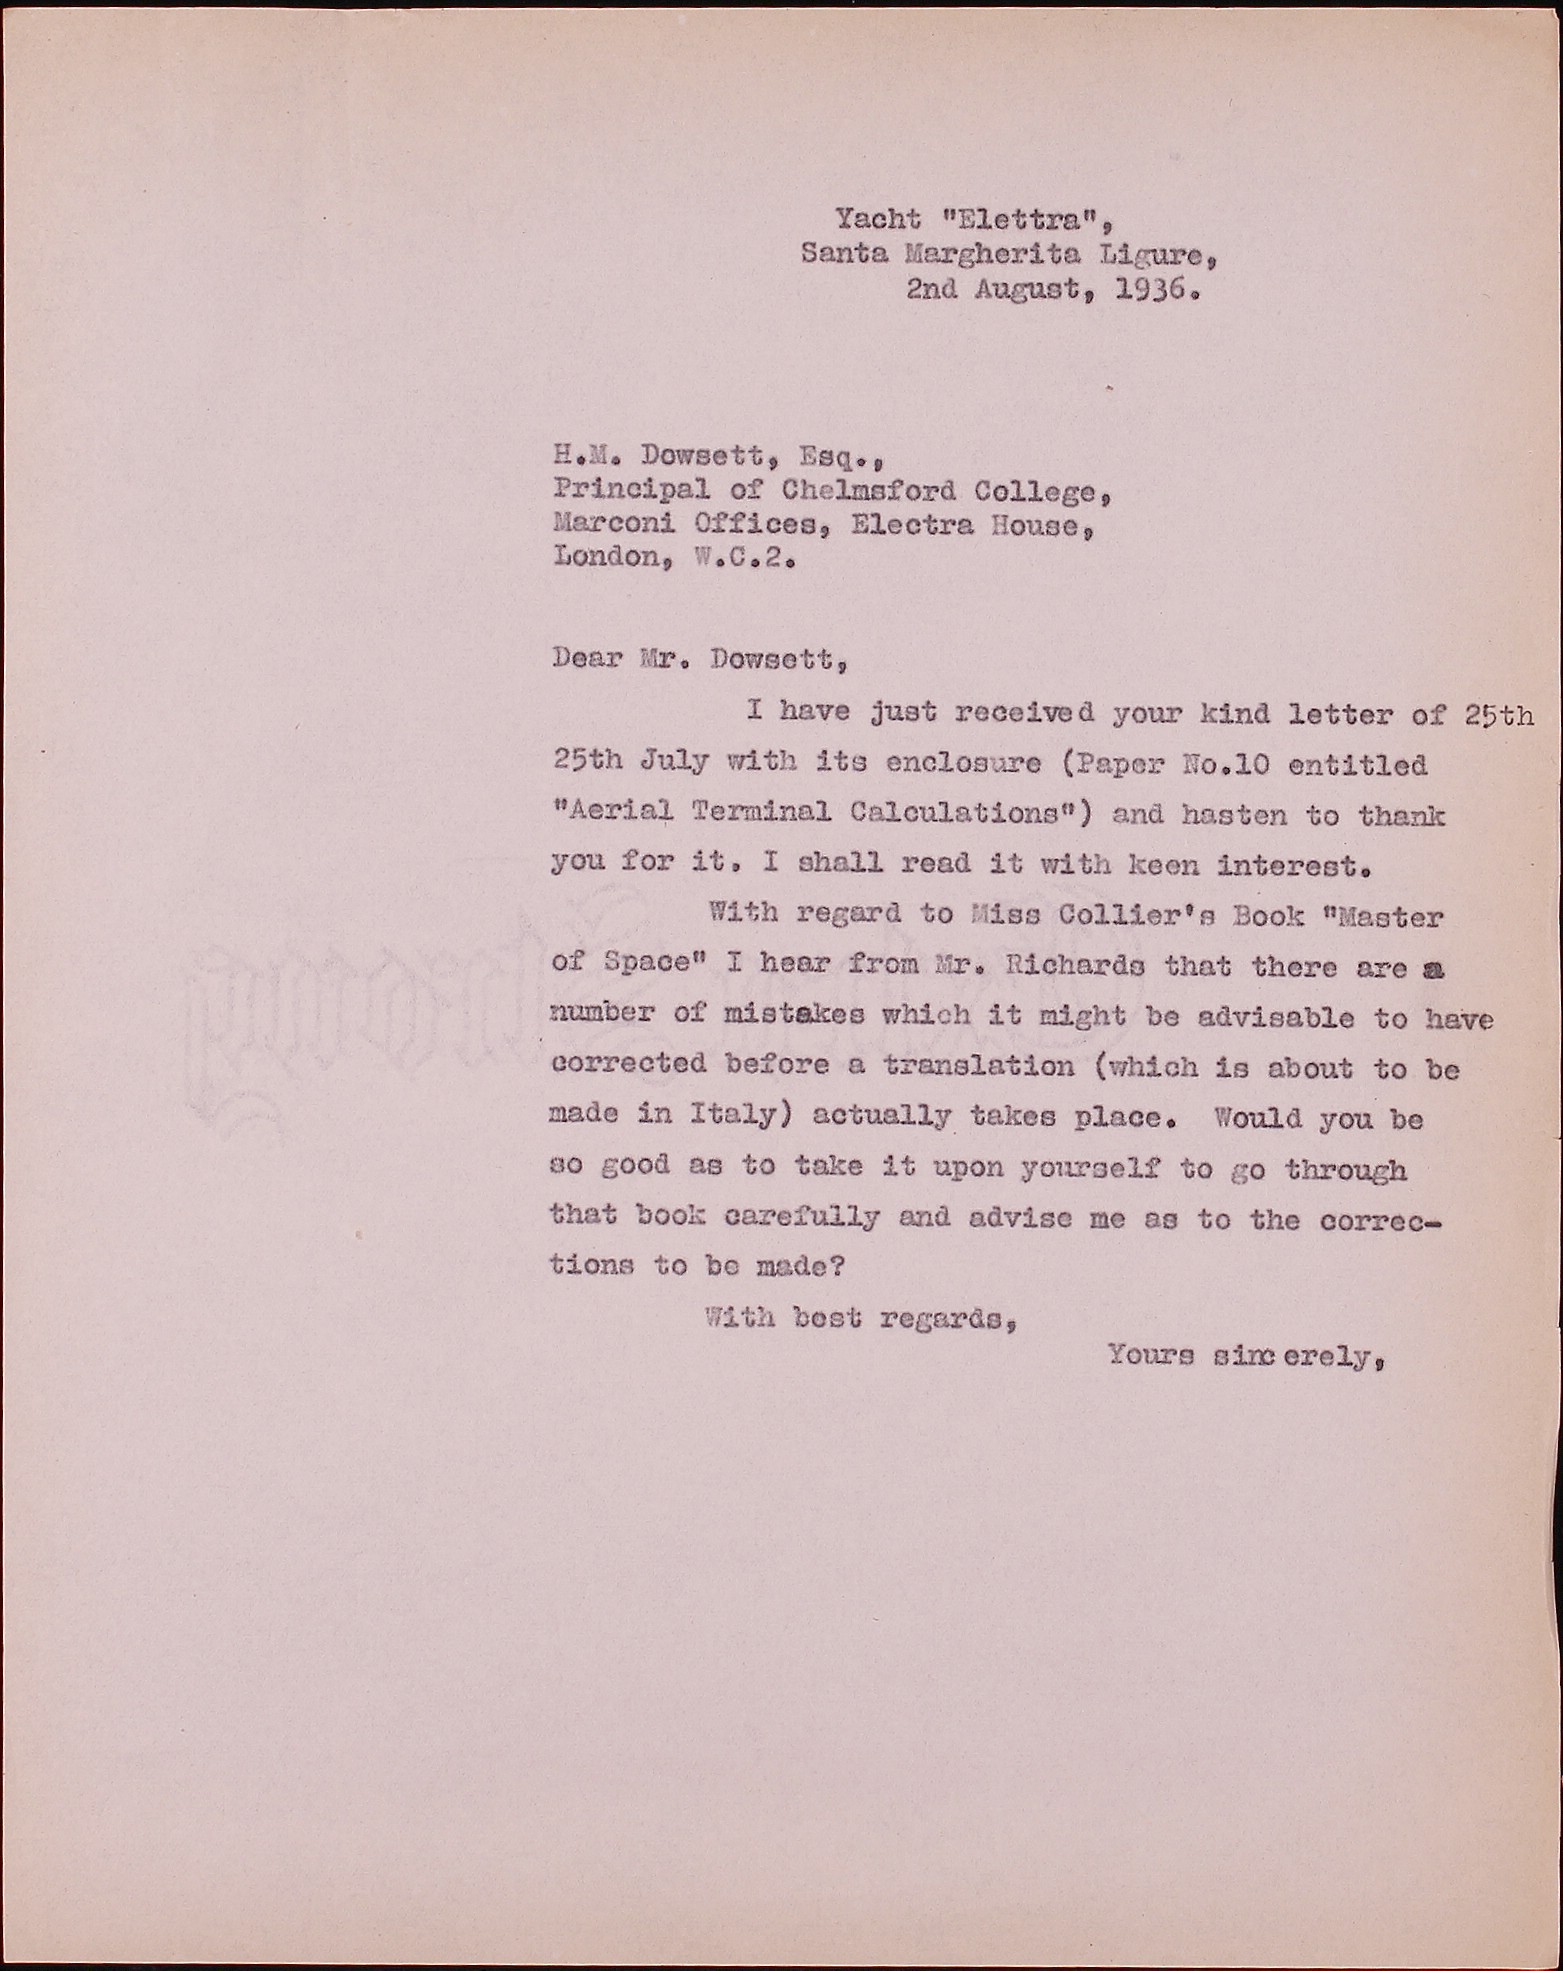 Yacht "Elettra",
Santa Margherita Ligure,
2nd August, 1936.
H.M. Dowsett, Esq.,
Principal of Chelmsford College,
Marconi Offices, Electra House,
London, W.C.2.
Dear Mr. Dowsett,
I have just received your kind letter of 25th
25th July with its enclosure (Paper No.10 entitled
"Aerial Terminal Calculations") and hasten to thank
you for it. I shall read it with keen interest.
With regard to Miss Collier's Book "Master
of Space" I hear from Mr. Richards that there are a
number of mistakes which it might be advisable to have
corrected before a translation (which is about to be
made in Italy) actually takes place. Would you be
so good as to take it upon yourself to go through
that book carefully and advise me as to the correc-
tions to be made?
With best regards,
Yours sincerely,